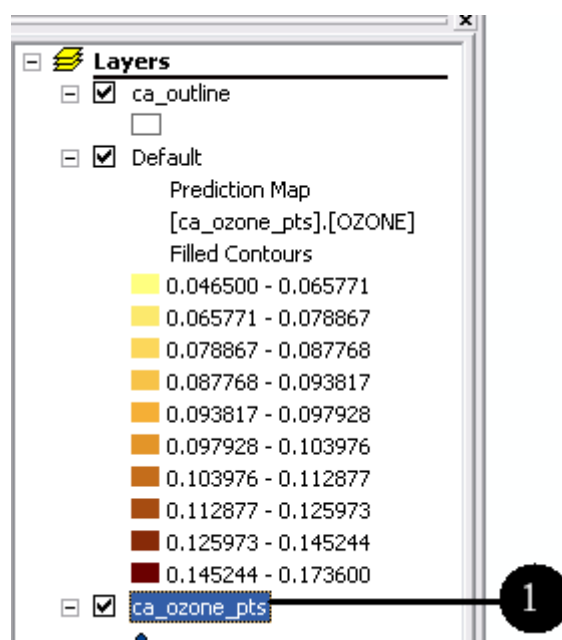 Layers
ca_outline
Default
Prediction Map
[ca_ozone_pts].[OZONE]
Filled Contours
0.046500 - 0.065771
0.065771 - 0.078867
0.078867 - 0.087768
0.087768 - 0.093817
0.093817 - 0.097928
0.097928 - 0.103976
0.103976 - 0.112877
0.112877 - 0.125973
0.125973 - 0.145244
0.145244 - 0.173600
ca_ozone_pts 1